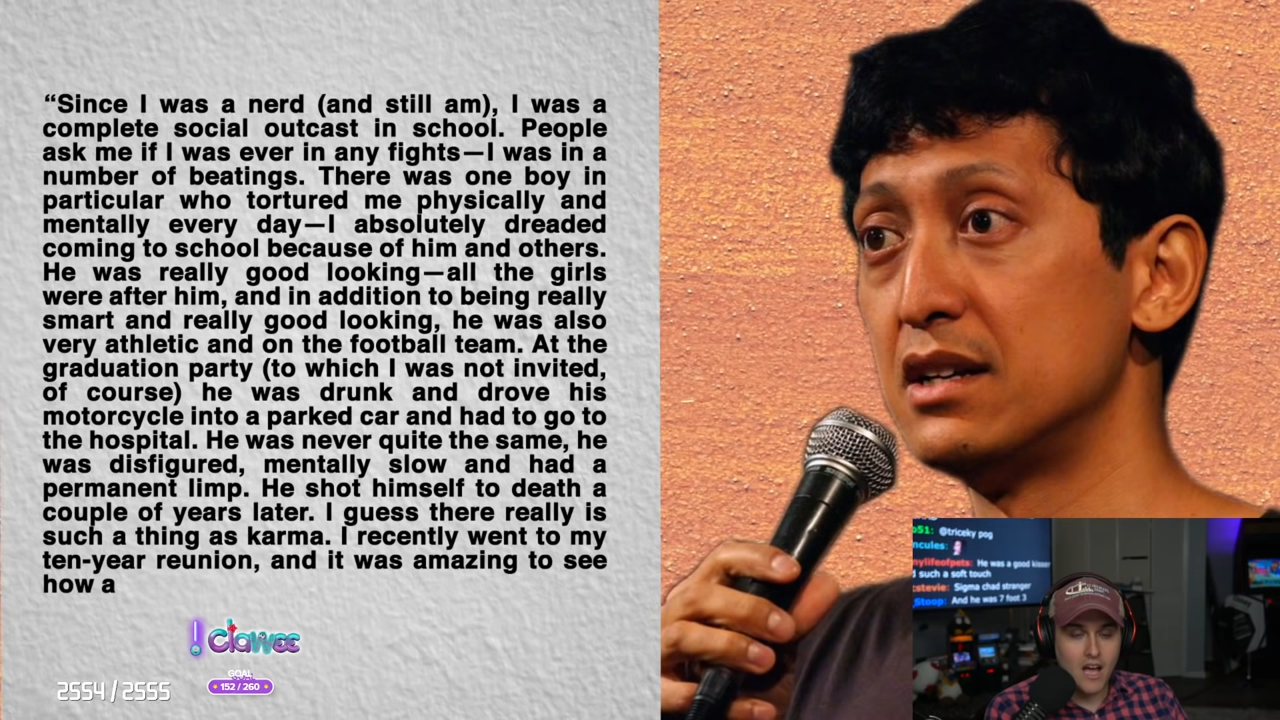 “Since I was a nerd (and still am), I was a
complete social outcast in school. People
ask me if I was ever in any fights—I was in a
number of beatings. There was one boy in
particular who tortured me physically and
mentally every day—I absolutely dreaded
coming to school because of him and others.
He was really good looking—all the girls
were after him, and in addition to being really
smart and really good looking, he was also
very athletic and on the football team. At the
graduation party (to which I was not invited,
of course) he was drunk and drove his
motorcycle into a parked car and had to go to
the hospital. He was never quite the same, he
was disfigured, mentally slow and had a
permanent limp. He shot himself to death a
couple of years later. I guess there really is
such a thing as karma. I recently went to my
ten-year reunion, and it was amazing to see
how a
! Clawee
GOAL
152 / 260
2554 / 2555
51: @triceky pog
ncules:
nylifeofpets: He was a good kisser
such a soft touch
stevie: Sigma chad stranger
Stoop: And he was 7 foot 3